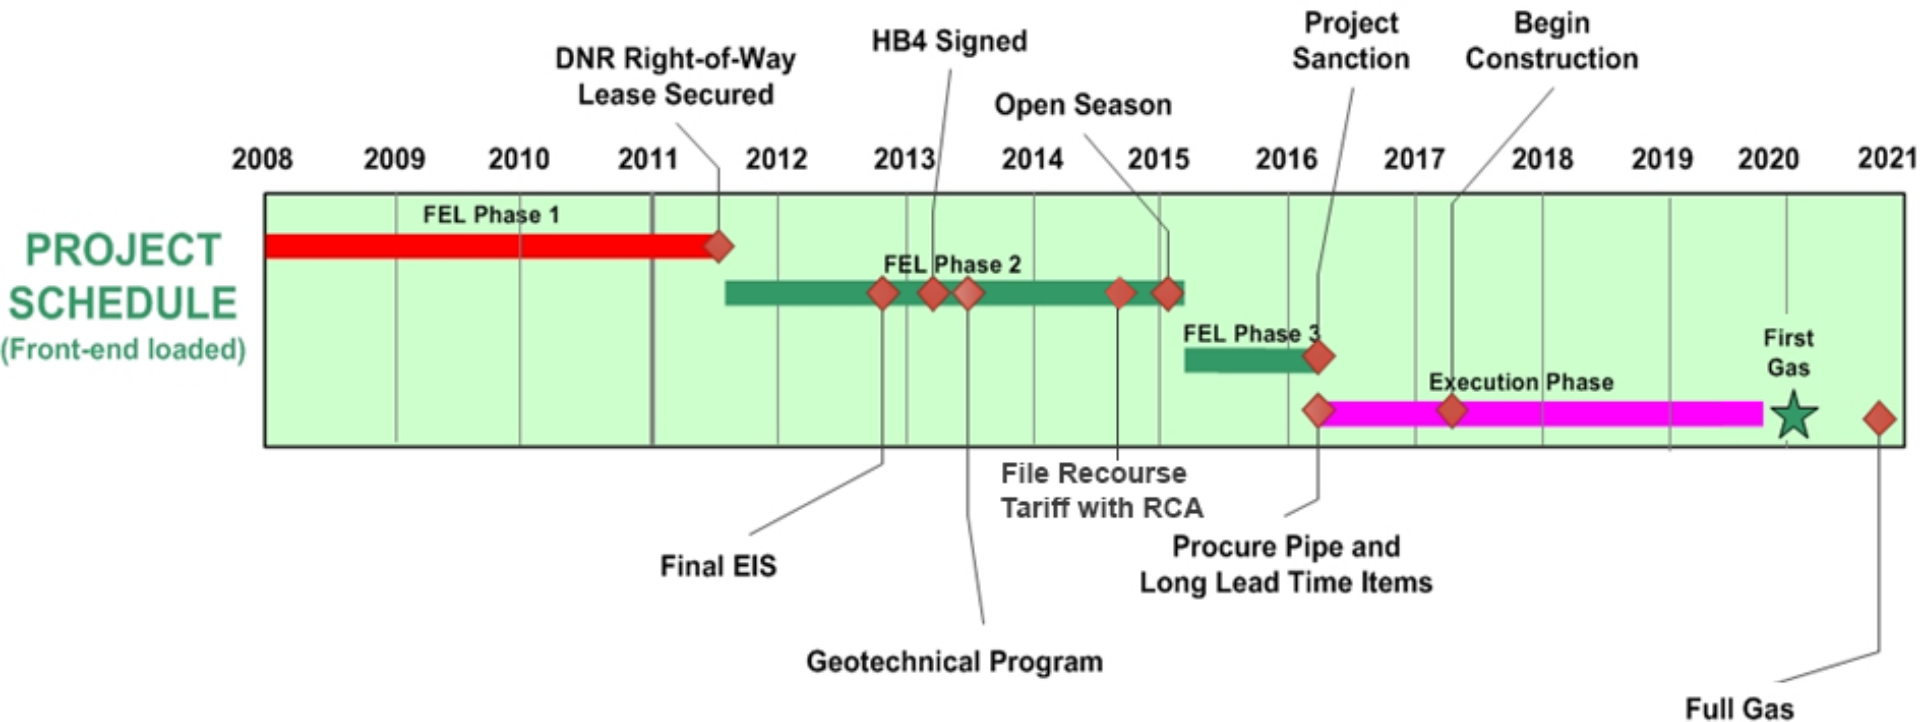 Project
Sanction
Begin
Construction
HB4 Signed
DNR Right-of-Way
Lease Secured
Open Season
2008 2009 2010 2011 2012 2013 2014 2015 2016 2017 2018 2019 2020 2021
PROJECT
SCHEDULE
(Front-end loaded)
FEL Phase 1
FEL Phase 2
FEL Phase 3
First
Gas
Execution Phase
File Recourse
Tariff with RCA
Final EIS
Procure Pipe and
Long Lead Time Items
Geotechnical Program
Full Gas